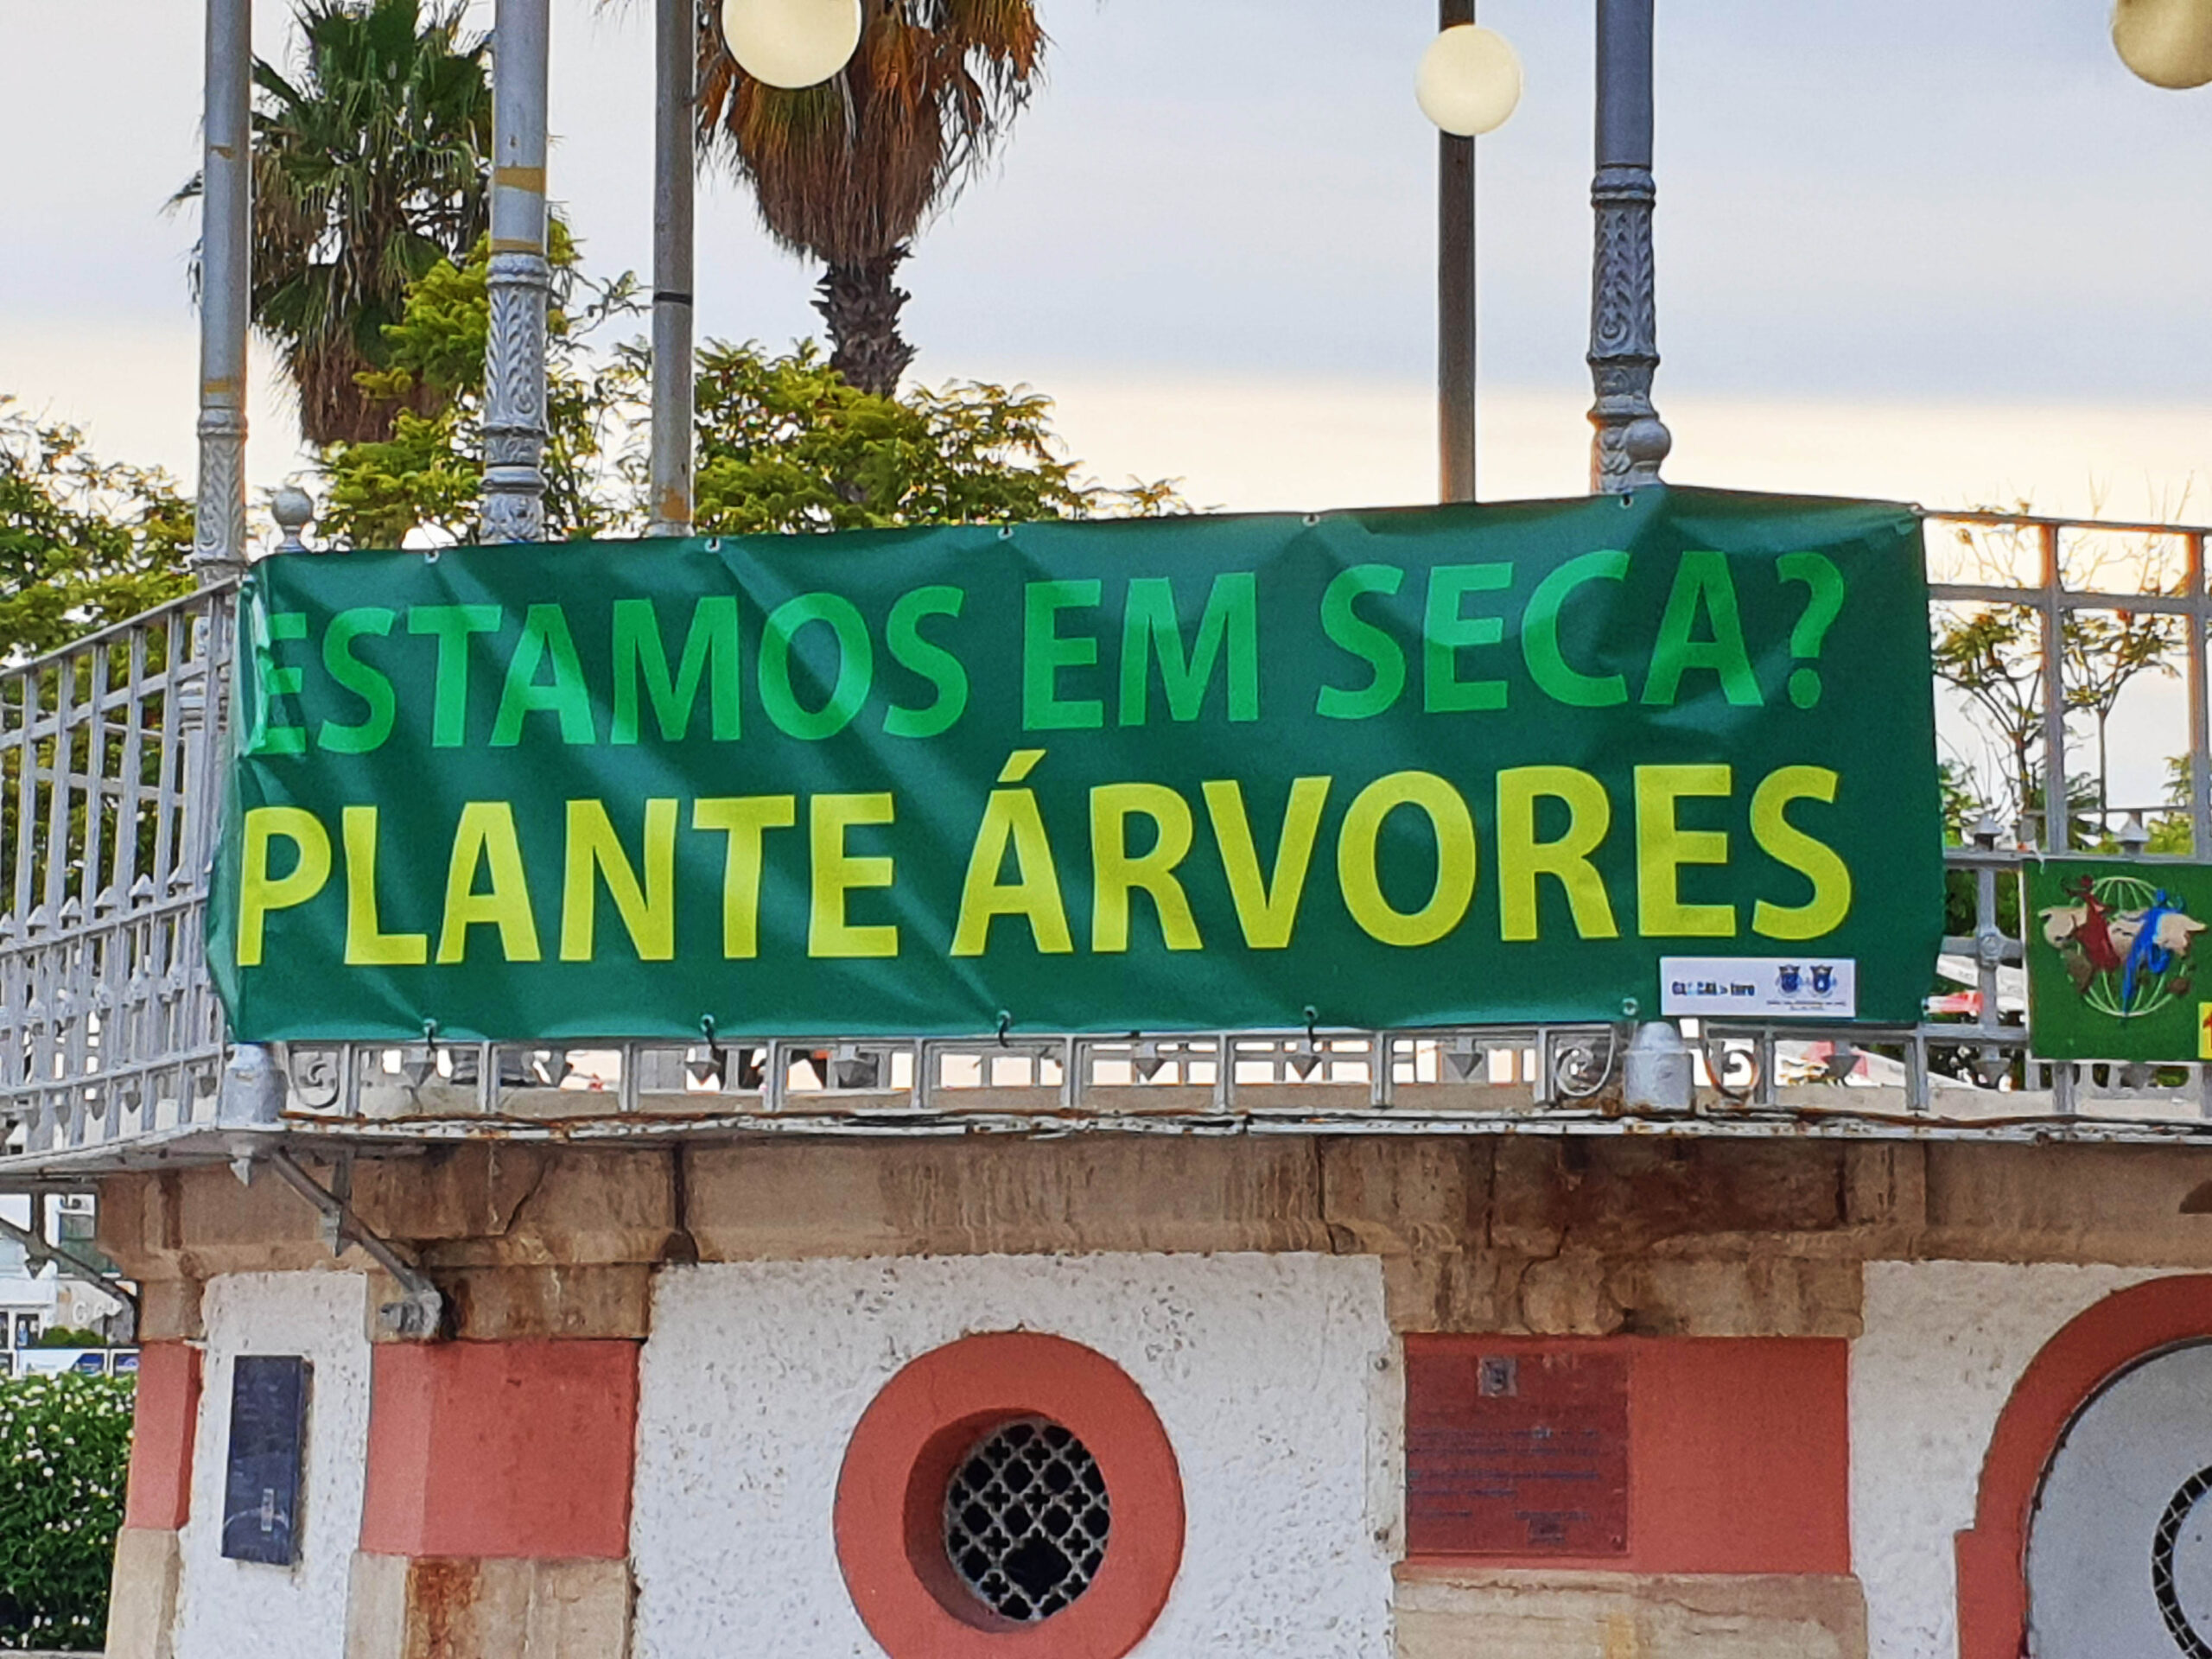 ESTAMOS EM SECA?
PLANTE ÁRVORES